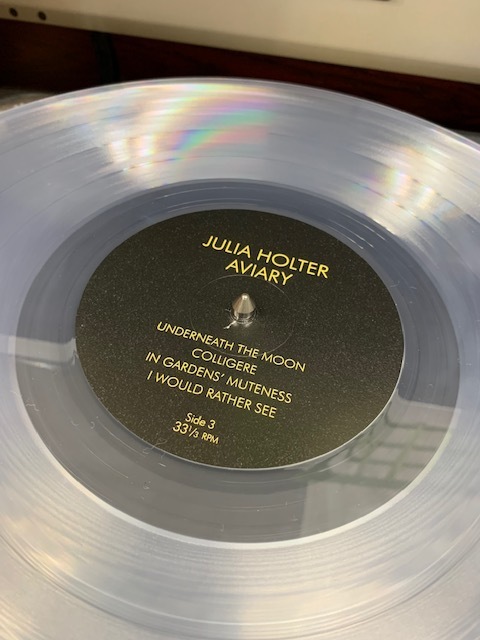 JULIA HOLTER
AVIARY
UNDERNEATH THE MOON
COLLIGERE
IN GARDENS' MUTENESS
I WOULD RATHER SEE
Side 3
33⅓ RPM